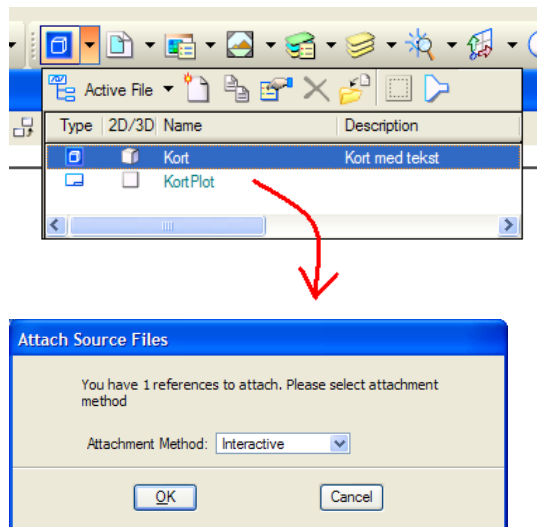 Active File
Type 2D/3D Name Description
Kort Kort med tekst
KortPlot
Attach Source Files
You have 1 references to attach. Please select attachment
method
Attachment Method: Interactive
OK Cancel